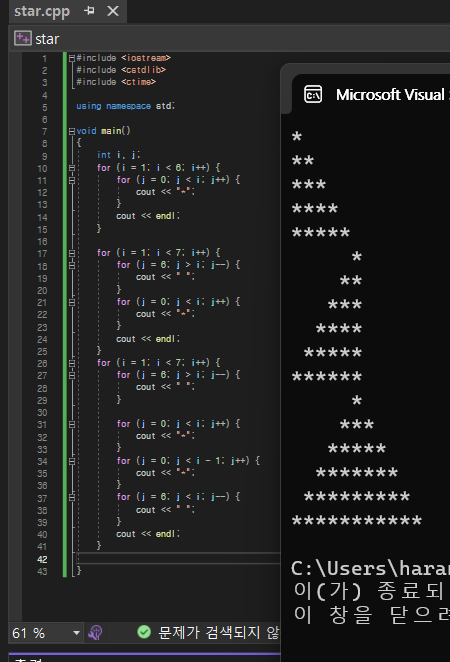 star.cpp
star
1 #include <iostream>
2 #include <cstdlib>
3 #include <ctime>
4
5 using namespace std;
6
7 void main()
8 {
9     int i, j;
10     for (i = 1; i < 6; i++) {
11         for (j = 0; j < i; j++) {
12             cout << "*";
13         }
14         cout << endl;
15     }
16
17     for (i = 1; i < 7; i++) {
18         for (j = 6; j > i; j--) {
19             cout << " ";
20         }
21         for (j = 0; j < i; j++) {
22             cout << "*";
23         }
24         cout << endl;
25     }
26     for (i = 1; i < 7; i++) {
27         for (j = 6; j > i; j--) {
28             cout << " ";
29         }
30
31         for (j = 0; j < i; j++) {
32             cout << "*";
33         }
34         for (j = 0; j < i - 1; j++) {
35             cout << "*";
36         }
37         for (j = 6; j < i; j--) {
38             cout << " ";
39         }
40         cout << endl;
41     }
42
43 }
61 %
문제가 검색되지 않
Microsoft Visual
*
**
***
****
*****
     *
    **
   ***
  ****
 *****
******
     *
    ***
   *****
  *******
 *********
***********
C:\Users\hara
이(가) 종료되
이 창을 닫으려